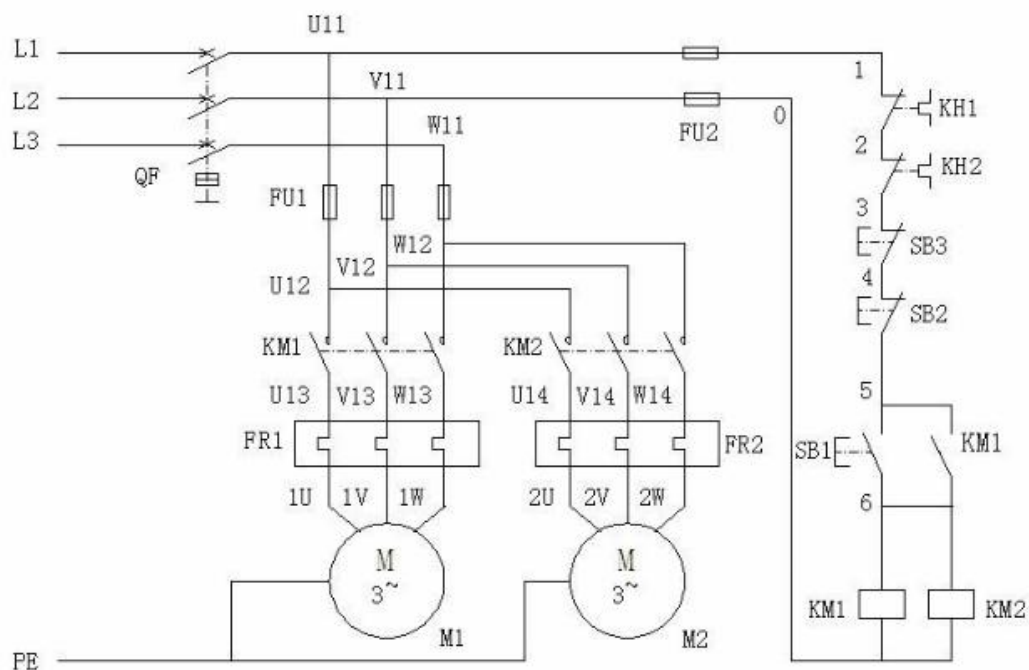 U11
L1
V11
1
L2
0
KH1
W11
FU2
L3
2
QF
KH2
FU1
3
W12
SB3
V12
4
U12
SB2
KM1
KM2
5
U13
V13
W13
U14
V14
W14
FR1
FR2
SB1
KM1
1U
1V
1W
2U
2V
2W
6
M
3~
M
3~
KM1
KM2
M1
M2
PE